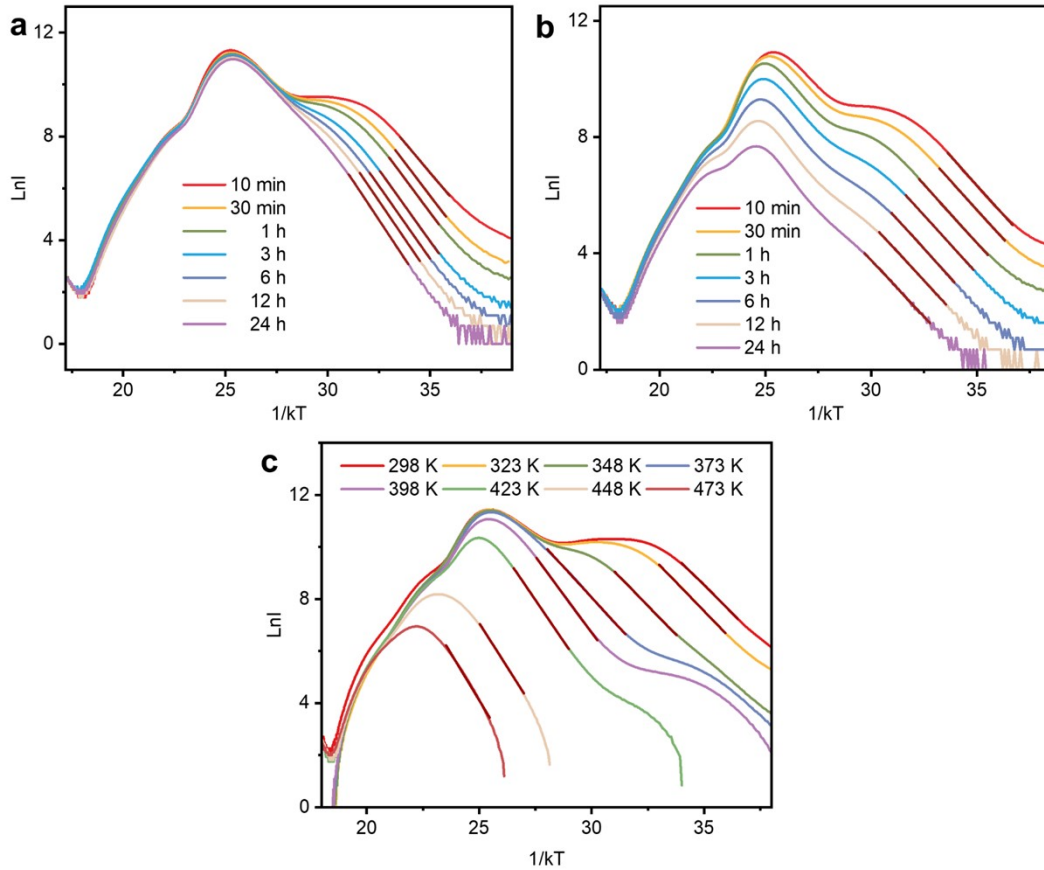 a
12
8
4
0
LnI
10 min
30 min
1 h
3 h
6 h
12 h
24 h
20 25 30 35
1/kT
b
12
8
4
0
LnI
10 min
30 min
1 h
3 h
6 h
12 h
24 h
20 25 30 35
1/kT
c
298 K 323 K 348 K 373 K
398 K 423 K 448 K 473 K
12
8
4
0
LnI
20 25 30 35
1/kT